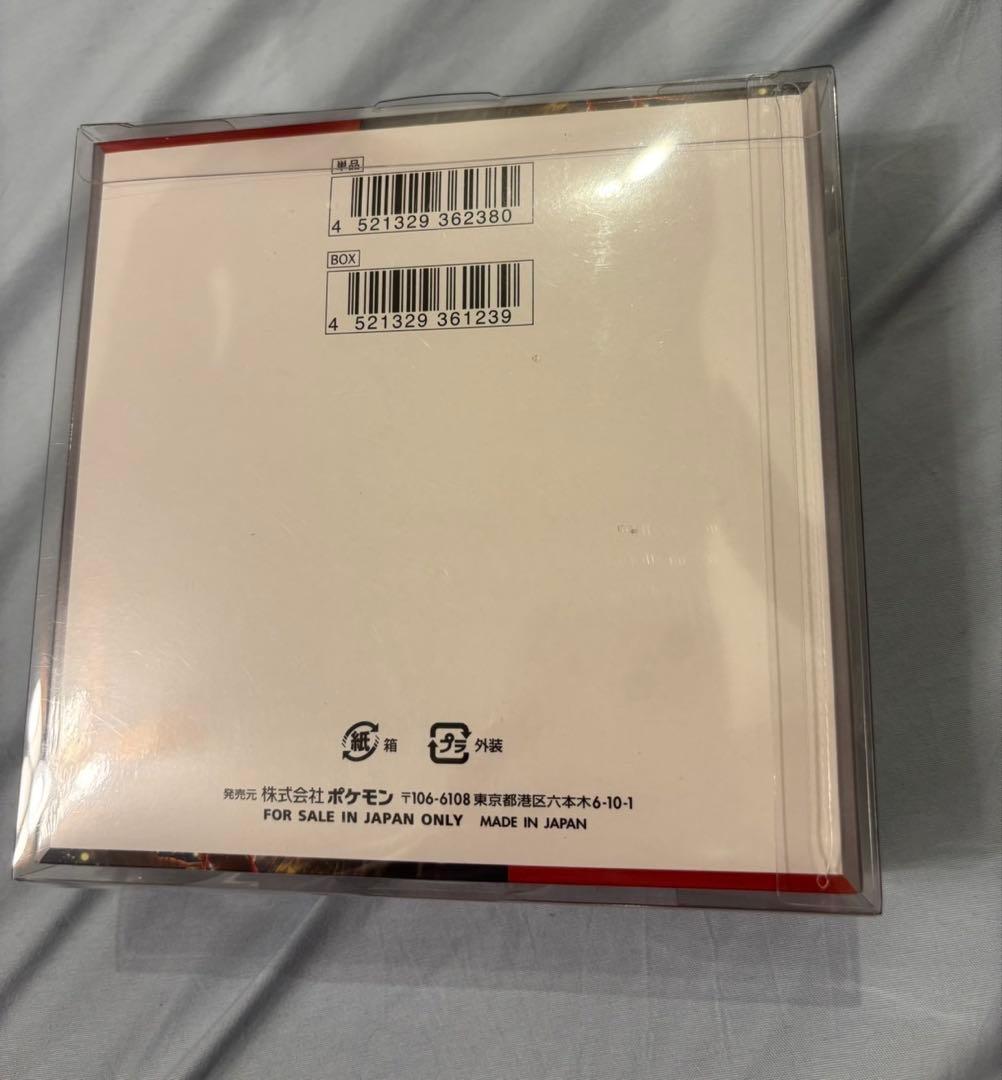 単品
4 521329 362380
BOX
4 521329 361239
紙 箱 プラ 外装
発売元 株式会社ポケモン 〒106-6108 東京都港区六本木6-10-1
FOR SALE IN JAPAN ONLY MADE IN JAPAN